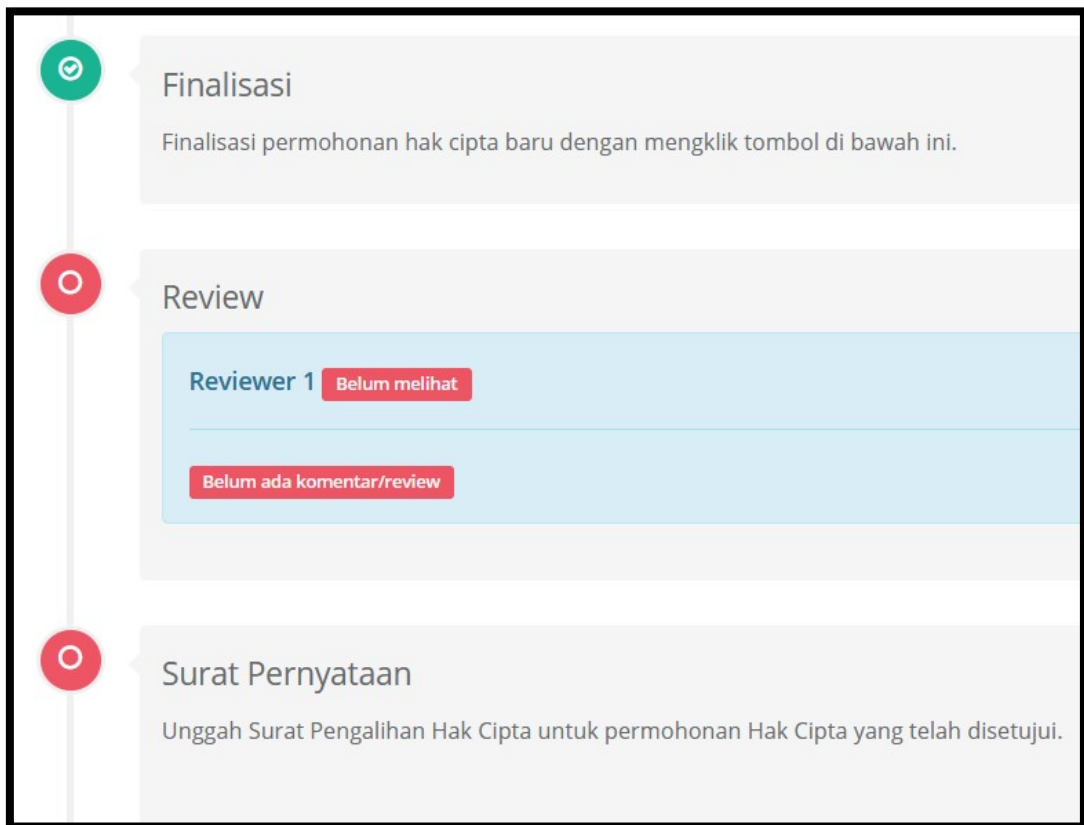 Finalisasi
Finalisasi permohonan hak cipta baru dengan mengklik tombol di bawah ini.
Review
Reviewer 1 Belum melihat
Belum ada komentar/review
Surat Pernyataan
Unggah Surat Pengalihan Hak Cipta untuk permohonan Hak Cipta yang telah disetujui.